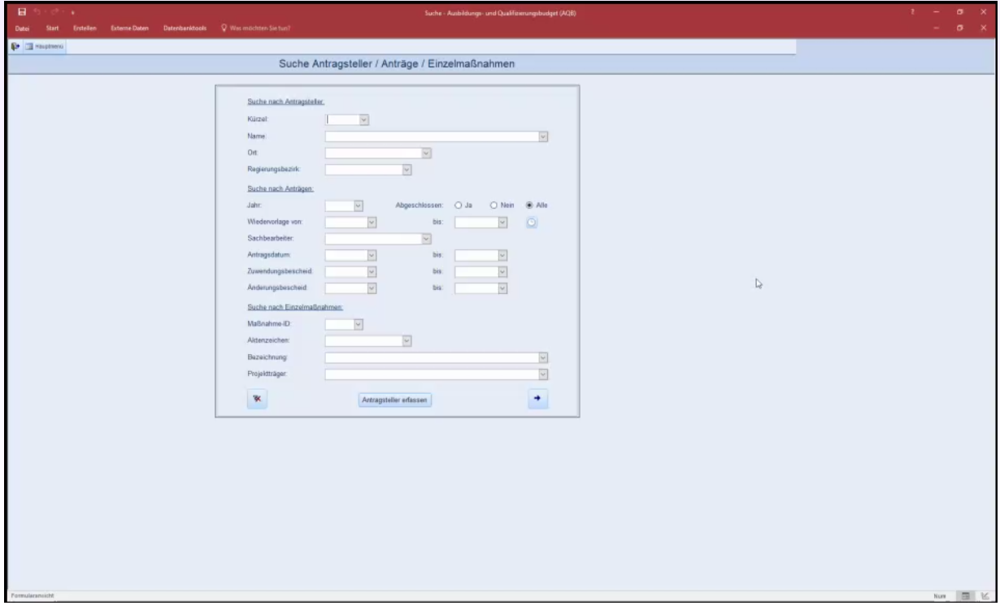 Suche - Ausbildungs- und Qualifizierungsbudget (AQB)
?
Datei Start Erstellen Externe Daten Datenbanktools Was möchten Sie tun?
Hauptmenü
Suche Antragsteller / Anträge / Einzelmaßnahmen
Suche nach Antragsteller:
Kürzel:
Name:
Ort:
Regierungsbezirk:
Suche nach Anträgen:
Jahr: Abgeschlossen: Ja Nein Alle
Wiedervorlage von: bis:
Sachbearbeiter:
Antragsdatum: bis:
Zuwendungsbescheid: bis:
Änderungsbescheid: bis:
Suche nach Einzelmaßnahmen:
Maßnahme-ID:
Aktenzeichen:
Bezeichnung:
Projektträger:
Antragsteller erfassen
Formularansicht